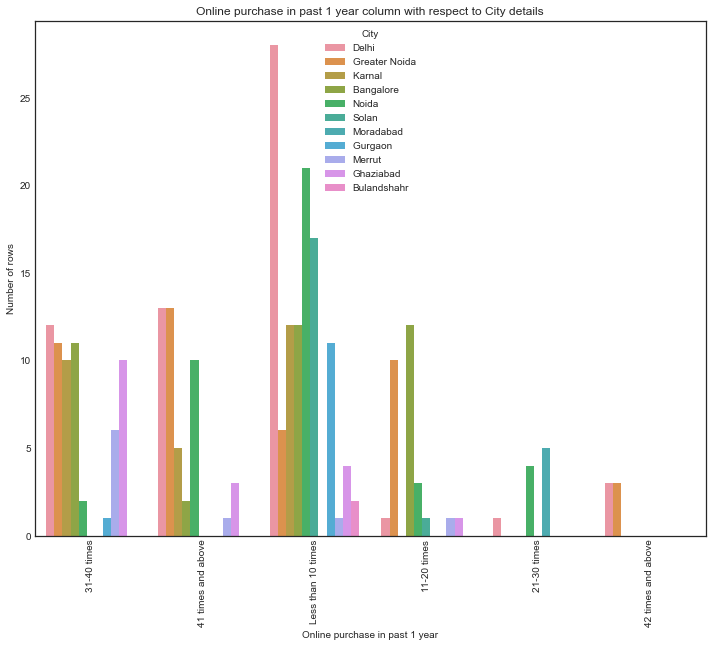 Online purchase in past 1 year column with respect to City details
City
Delhi
Greater Noida
Karnal
Bangalore
Noida
Solan
Moradabad
Gurgaon
Merrut
Ghaziabad
Bulandshahr
Number of rows
25
20
15
10
5
0
31-40 times
41 times and above
Less than 10 times
11-20 times
21-30 times
42 times and above
Online purchase in past 1 year